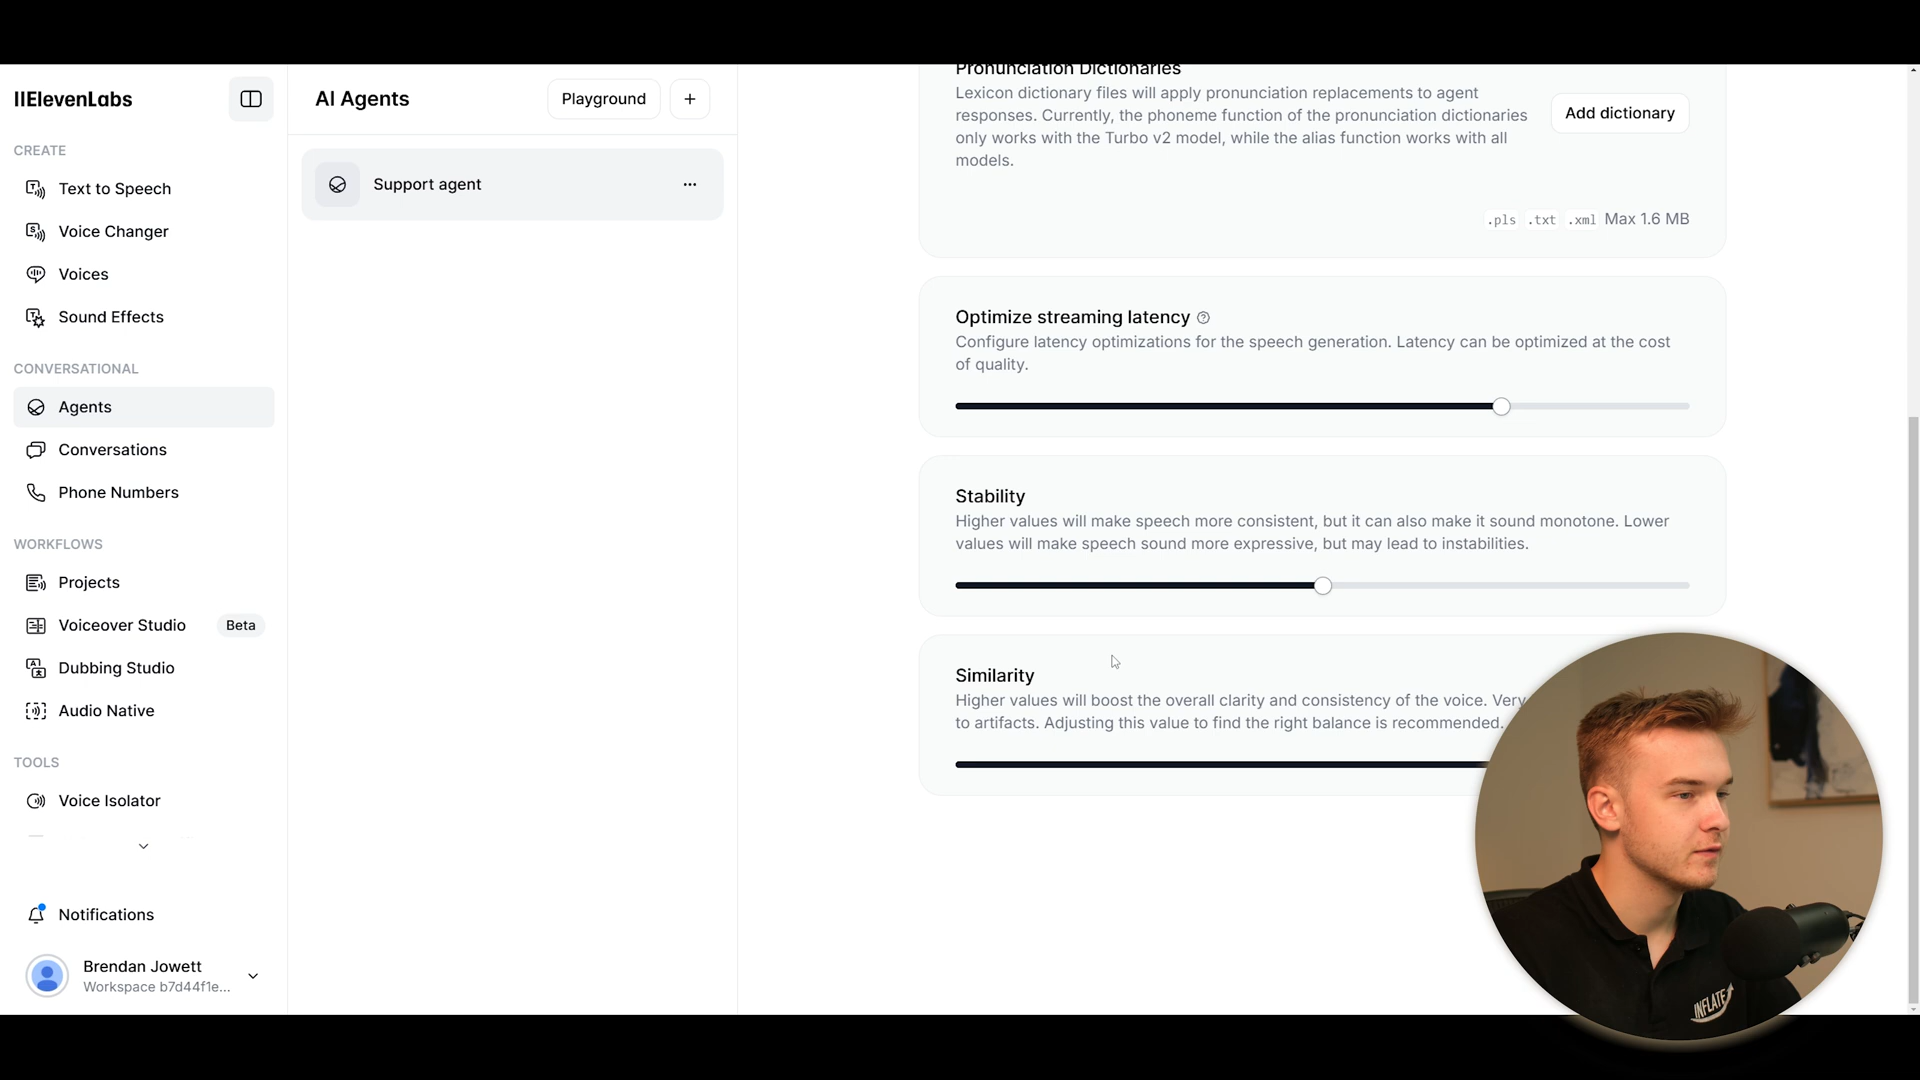 IIElevenLabs
CREATE
Text to Speech
Voice Changer
Voices
Sound Effects
CONVERSATIONAL
Agents
Conversations
Phone Numbers
WORKFLOWS
Projects
Voiceover Studio Beta
Dubbing Studio
Audio Native
TOOLS
Voice Isolator
Notifications
Brendan Jowett
Workspace b7d44f1e...
AI Agents
Playground
+
Support agent
Pronunciation Dictionaries
Lexicon dictionary files will apply pronunciation replacements to agent
responses. Currently, the phoneme function of the pronunciation dictionaries
only works with the Turbo v2 model, while the alias function works with all
models.
Add dictionary
.pls .txt .xml Max 1.6 MB
Optimize streaming latency
Configure latency optimizations for the speech generation. Latency can be optimized at the cost
of quality.
Stability
Higher values will make speech more consistent, but it can also make it sound monotone. Lower
values will make speech sound more expressive, but may lead to instabilities.
Similarity
Higher values will boost the overall clarity and consistency of the voice. Very
to artifacts. Adjusting this value to find the right balance is recommended.
INFLATE